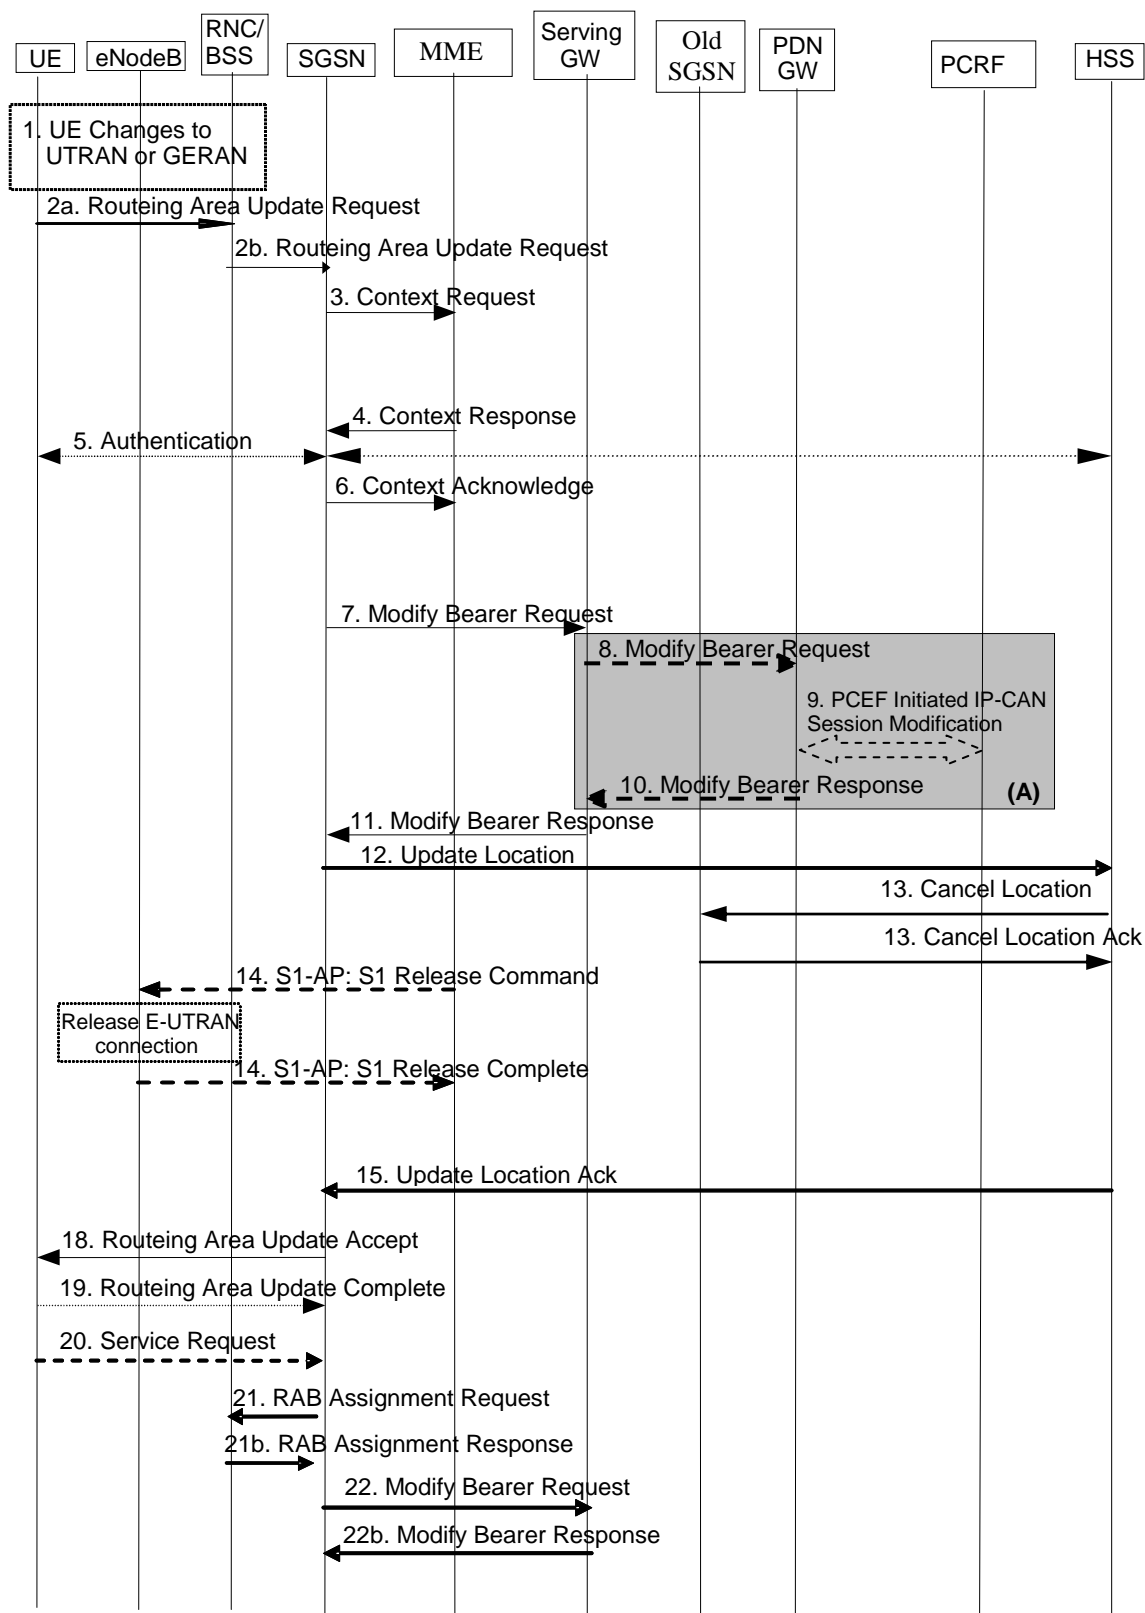 UE
eNodeB
RNC/
BSS
SGSN
MME
Serving
GW
Old
SGSN
PDN
GW
PCRF
HSS
1. UE Changes to
UTRAN or GERAN
2a. Routeing Area Update Request
2b. Routeing Area Update Request
3. Context Request
4. Context Response
5. Authentication
6. Context Acknowledge
7. Modify Bearer Request
8. Modify Bearer Request
9. PCEF Initiated IP-CAN
Session Modification
10. Modify Bearer Response
(A)
11. Modify Bearer Response
12. Update Location
13. Cancel Location
13. Cancel Location Ack
14. S1-AP: S1 Release Command
Release E-UTRAN
connection
14. S1-AP: S1 Release Complete
15. Update Location Ack
18. Routeing Area Update Accept
19. Routeing Area Update Complete
20. Service Request
21. RAB Assignment Request
21b. RAB Assignment Response
22. Modify Bearer Request
22b. Modify Bearer Response